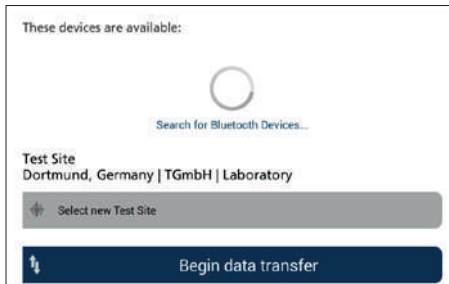 These devices are available:
Search for Bluetooth Devices...
Test Site
Dortmund, Germany | TGmbH | Laboratory
Select new Test Site
Begin data transfer